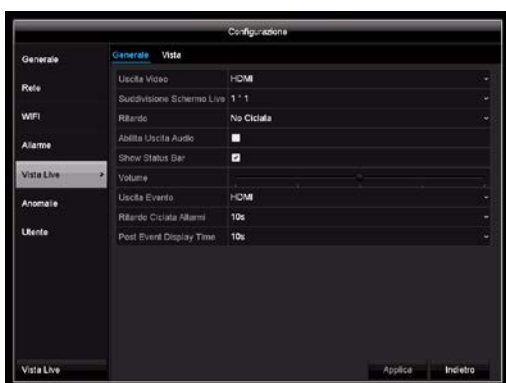 Configurazione
Generale
Rete
WIFI
Allarme
Vista Live
Anomalie
Utente
Vista Live
Generale Vista
Uscita Video HDMI
Suddivisione Schermo Live 1 * 1
Ritardo No Ciclata
Abilita Uscita Audio
Show Status Bar
Volume
Uscita Evento HDMI
Ritardo Ciclata Allarmi 10s
Post Event Display Time 10s
Applica Indietro